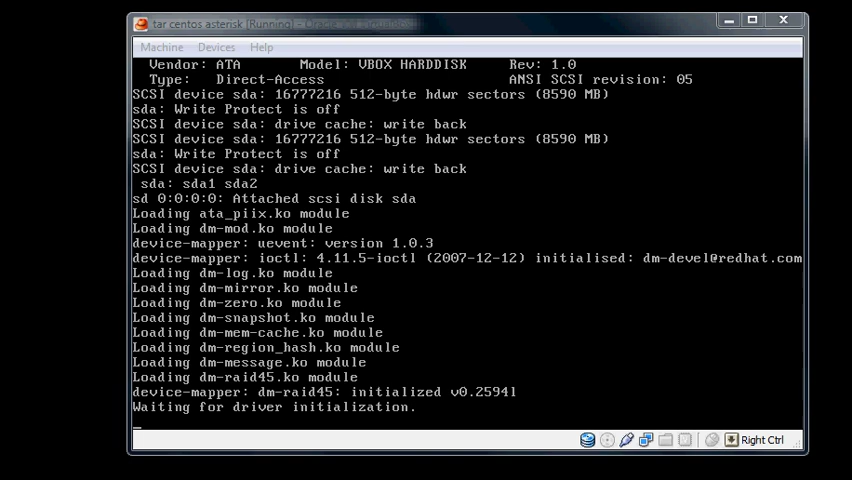 tar centos asterisk [Running] - Oracle VM VirtualBox
Machine Devices Help
Vendor: ATA Model: VBOX HARDDISK Rev: 1.0
Type: Direct-Access ANSI SCSI revision: 05
SCSI device sda: 16777216 512-byte hdwr sectors (8590 MB)
sda: Write Protect is off
SCSI device sda: drive cache: write back
SCSI device sda: 16777216 512-byte hdwr sectors (8590 MB)
sda: Write Protect is off
SCSI device sda: drive cache: write back
sda: sda1 sda2
sd 0:0:0:0: Attached scsi disk sda
Loading ata_piix.ko module
Loading dm-mod.ko module
device-mapper: uevent: version 1.0.3
device-mapper: ioctl: 4.11.5-ioctl (2007-12-12) initialised: dm-devel@redhat.com
Loading dm-log.ko module
Loading dm-mirror.ko module
Loading dm-zero.ko module
Loading dm-snapshot.ko module
Loading dm-mem-cache.ko module
Loading dm-region_hash.ko module
Loading dm-message.ko module
Loading dm-raid45.ko module
device-mapper: dm-raid45: initialized v0.2594l
Waiting for driver initialization.
Right Ctrl